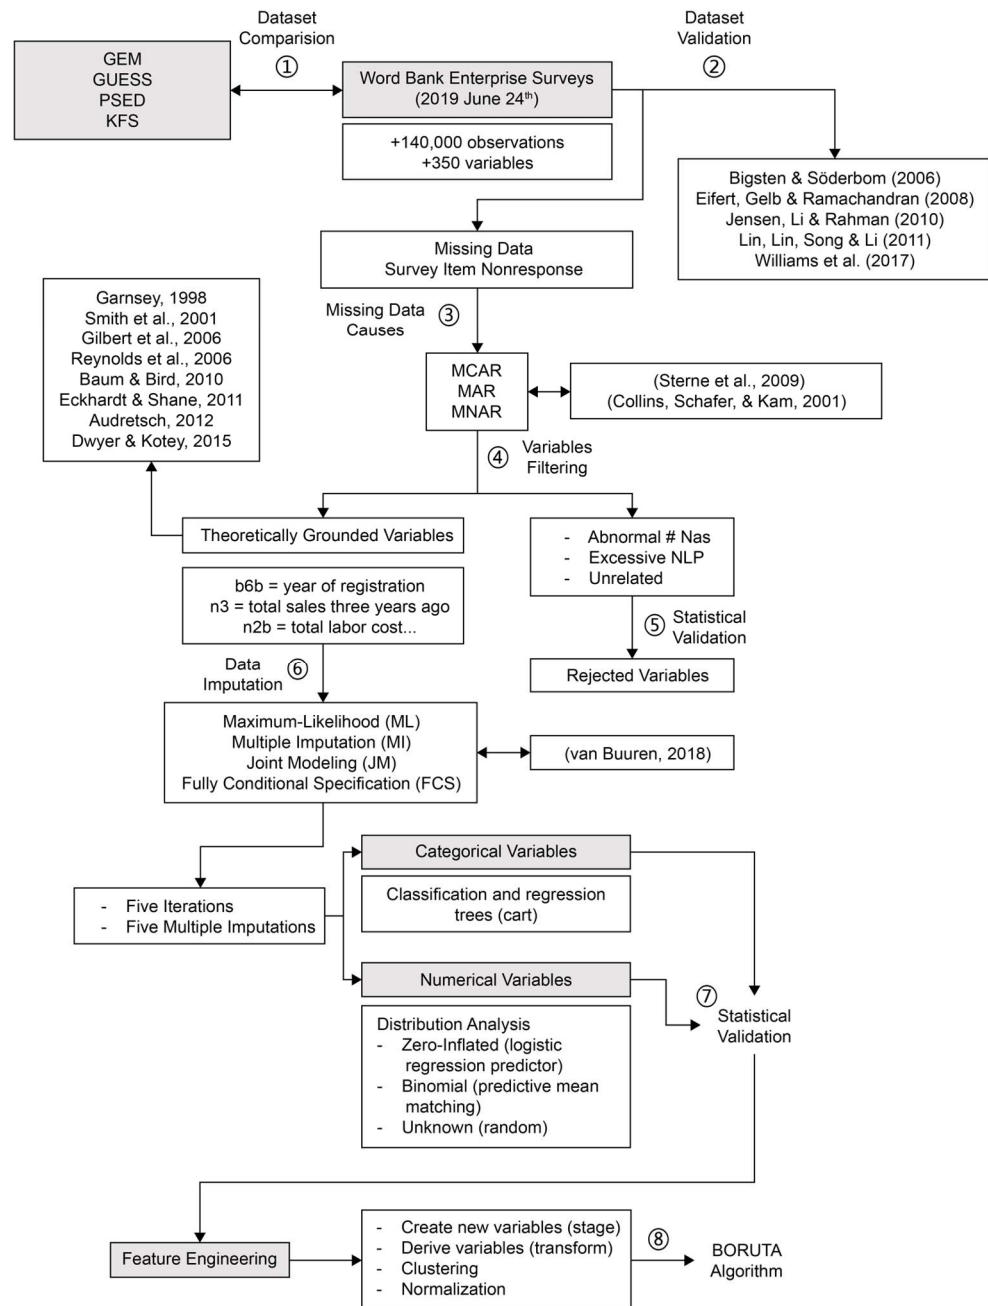 Dataset
Comparision
①
GEM
GUESS
PSED
KFS
Word Bank Enterprise Surveys
(2019 June 24th)
+140,000 observations
+350 variables
Dataset
Validation
②
Bigsten & Söderbom (2006)
Eifert, Gelb & Ramachandran (2008)
Jensen, Li & Rahman (2010)
Lin, Lin, Song & Li (2011)
Williams et al. (2017)
Missing Data
Survey Item Nonresponse
Missing Data
Causes
③
MCAR
MAR
MNAR
(Sterne et al., 2009)
(Collins, Schafer, & Kam, 2001)
④
Variables
Filtering
Garnsey, 1998
Smith et al., 2001
Gilbert et al., 2006
Reynolds et al., 2006
Baum & Bird, 2010
Eckhardt & Shane, 2011
Audretsch, 2012
Dwyer & Kotey, 2015
Theoretically Grounded Variables
b6b = year of registration
n3 = total sales three years ago
n2b = total labor cost...
- Abnormal # Nas
- Excessive NLP
- Unrelated
⑤
Statistical
Validation
Rejected Variables
Data
Imputation
⑥
Maximum-Likelihood (ML)
Multiple Imputation (MI)
Joint Modeling (JM)
Fully Conditional Specification (FCS)
(van Buuren, 2018)
- Five Iterations
- Five Multiple Imputations
Categorical Variables
Classification and regression
trees (cart)
Numerical Variables
Distribution Analysis
- Zero-Inflated (logistic
regression predictor)
- Binomial (predictive mean
matching)
- Unknown (random)
⑦
Statistical
Validation
Feature Engineering
- Create new variables (stage)
- Derive variables (transform)
- Clustering
- Normalization
⑧
BORUTA
Algorithm